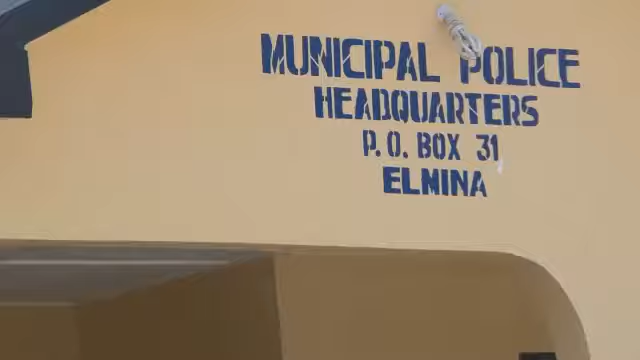 MUNICIPAL POLICE
HEADQUARTERS
P. O. BOX 31
ELMINA